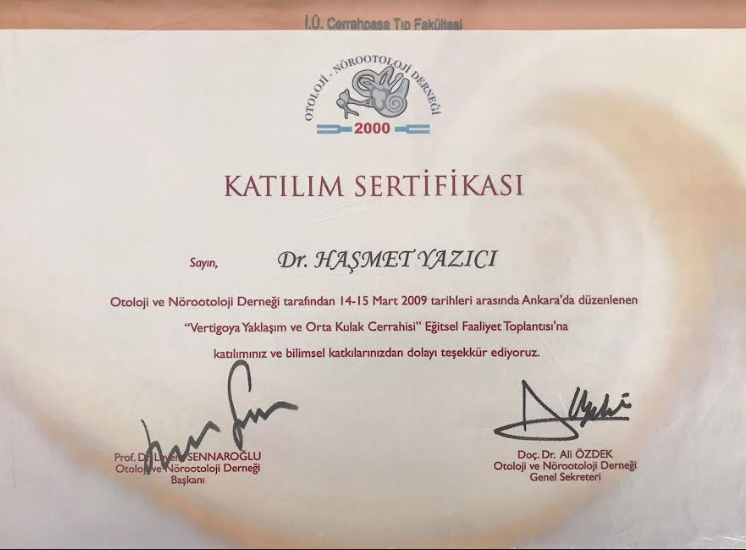 İ.Ü. Cerrahpaşa Tıp Fakültesi
OTOLOJİ - NÖROOTOLOJİ DERNEĞİ
2000
KATILIM SERTİFİKASI
Sayın, Dr. HAŞMET YAZICI
Otoloji ve Nörootoloji Derneği tarafından 14-15 Mart 2009 tarihleri arasında Ankara'da düzenlenen
“Vertigoya Yaklaşım ve Orta Kulak Cerrahisi” Eğitsel Faaliyet Toplantısı'na
katılımınız ve bilimsel katkılarınızdan dolayı teşekkür ediyoruz.
Prof. Dr. Levent SENNAROĞLU
Otoloji ve Nörootoloji Derneği
Başkanı
Doç. Dr. Ali ÖZDEK
Otoloji ve Nörootoloji Derneği
Genel Sekreteri